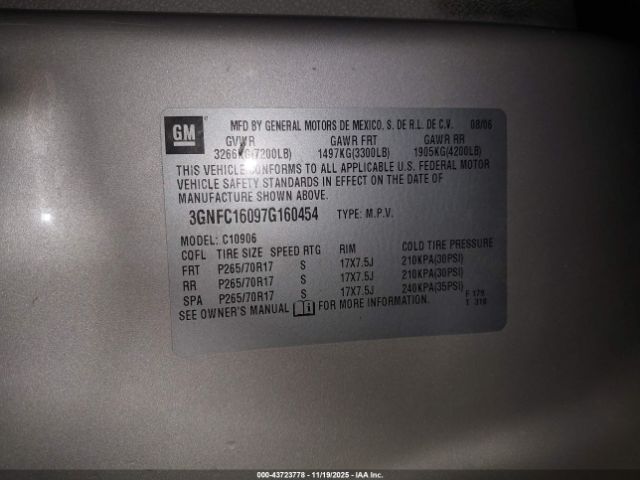 GM
MFD BY GENERAL MOTORS DE MEXICO, S. DE R.L. DE C.V. 08/06
GVWR GAWR FRT GAWR RR
3266KG(7200LB) 1497KG(3300LB) 1905KG(4200LB)
THIS VEHICLE CONFORMS TO ALL APPLICABLE U.S. FEDERAL MOTOR
VEHICLE SAFETY STANDARDS IN EFFECT ON THE DATE OF
MANUFACTURE SHOWN ABOVE.
3GNFC16097G160454 TYPE: M.P.V.
MODEL: C10906
CQFL TIRE SIZE SPEED RTG RIM COLD TIRE PRESSURE
FRT P265/70R17 S 17X7.5J 210KPA(30PSI)
RR P265/70R17 S 17X7.5J 210KPA(30PSI)
SPA P265/70R17 S 17X7.5J 240KPA(35PSI)
SEE OWNER'S MANUAL i FOR MORE INFORMATION.
F 179
T 318
000-43723778 - 11/19/2025 - IAA Inc.